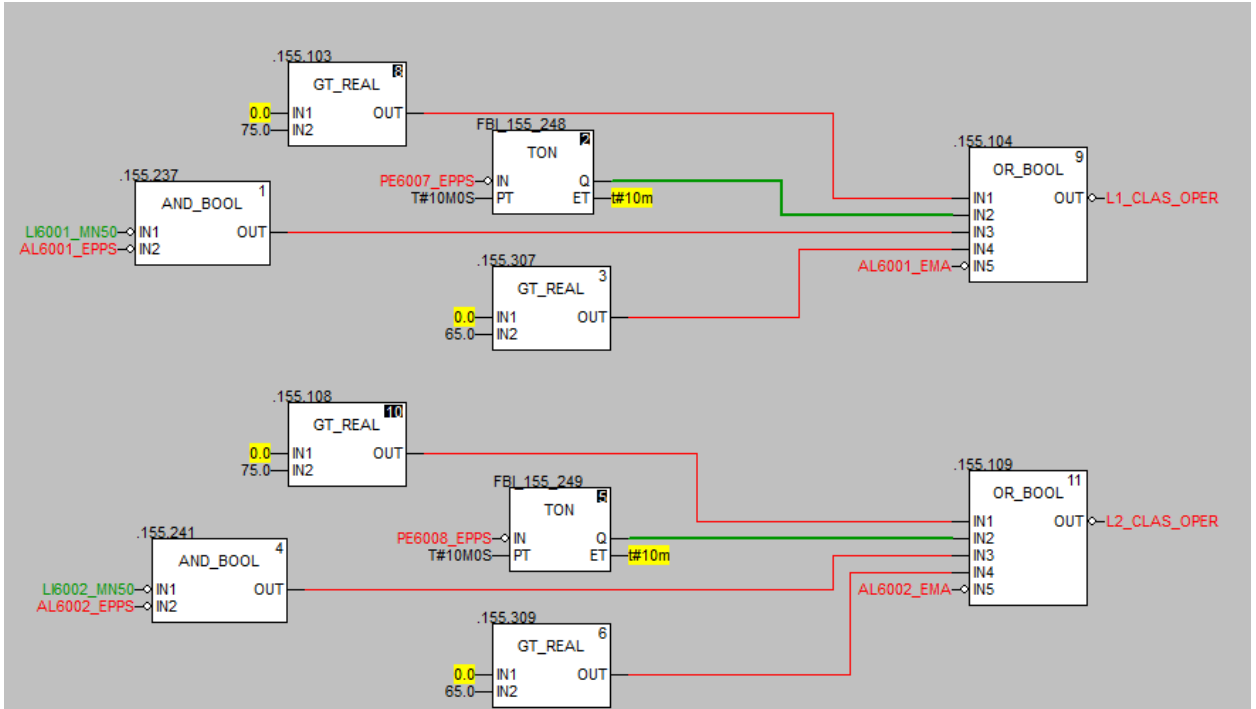 .155.103
8
GT_REAL
0.0 IN1 OUT
75.0 IN2
FBI_155_248
2
TON
PE6007_EPPS IN Q
T#10M0S PT ET t#10m
.155.104
9
OR_BOOL
IN1 OUT L1_CLAS_OPER
IN2
IN3
IN4
AL6001_EMA IN5
.155.237
1
AND_BOOL
LI6001_MN50 IN1 OUT
AL6001_EPPS IN2
.155.307
3
GT_REAL
0.0 IN1 OUT
65.0 IN2
.155.108
10
GT_REAL
0.0 IN1 OUT
75.0 IN2
FBI_155_249
5
TON
PE6008_EPPS IN Q
T#10M0S PT ET t#10m
.155.109
11
OR_BOOL
IN1 OUT L2_CLAS_OPER
IN2
IN3
IN4
AL6002_EMA IN5
.155.241
4
AND_BOOL
LI6002_MN50 IN1 OUT
AL6002_EPPS IN2
.155.309
6
GT_REAL
0.0 IN1 OUT
65.0 IN2